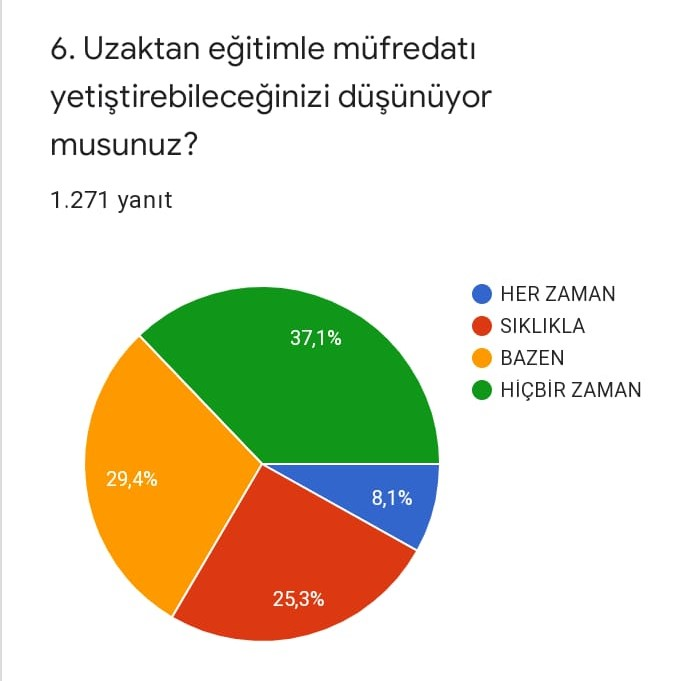 6. Uzaktan eğitimle müfredatı
yetiştirebileceğinizi düşünüyor
musunuz?
1.271 yanıt
HER ZAMAN
SIKLIKLA
BAZEN
HİÇBİR ZAMAN
37,1%
29,4%
8,1%
25,3%